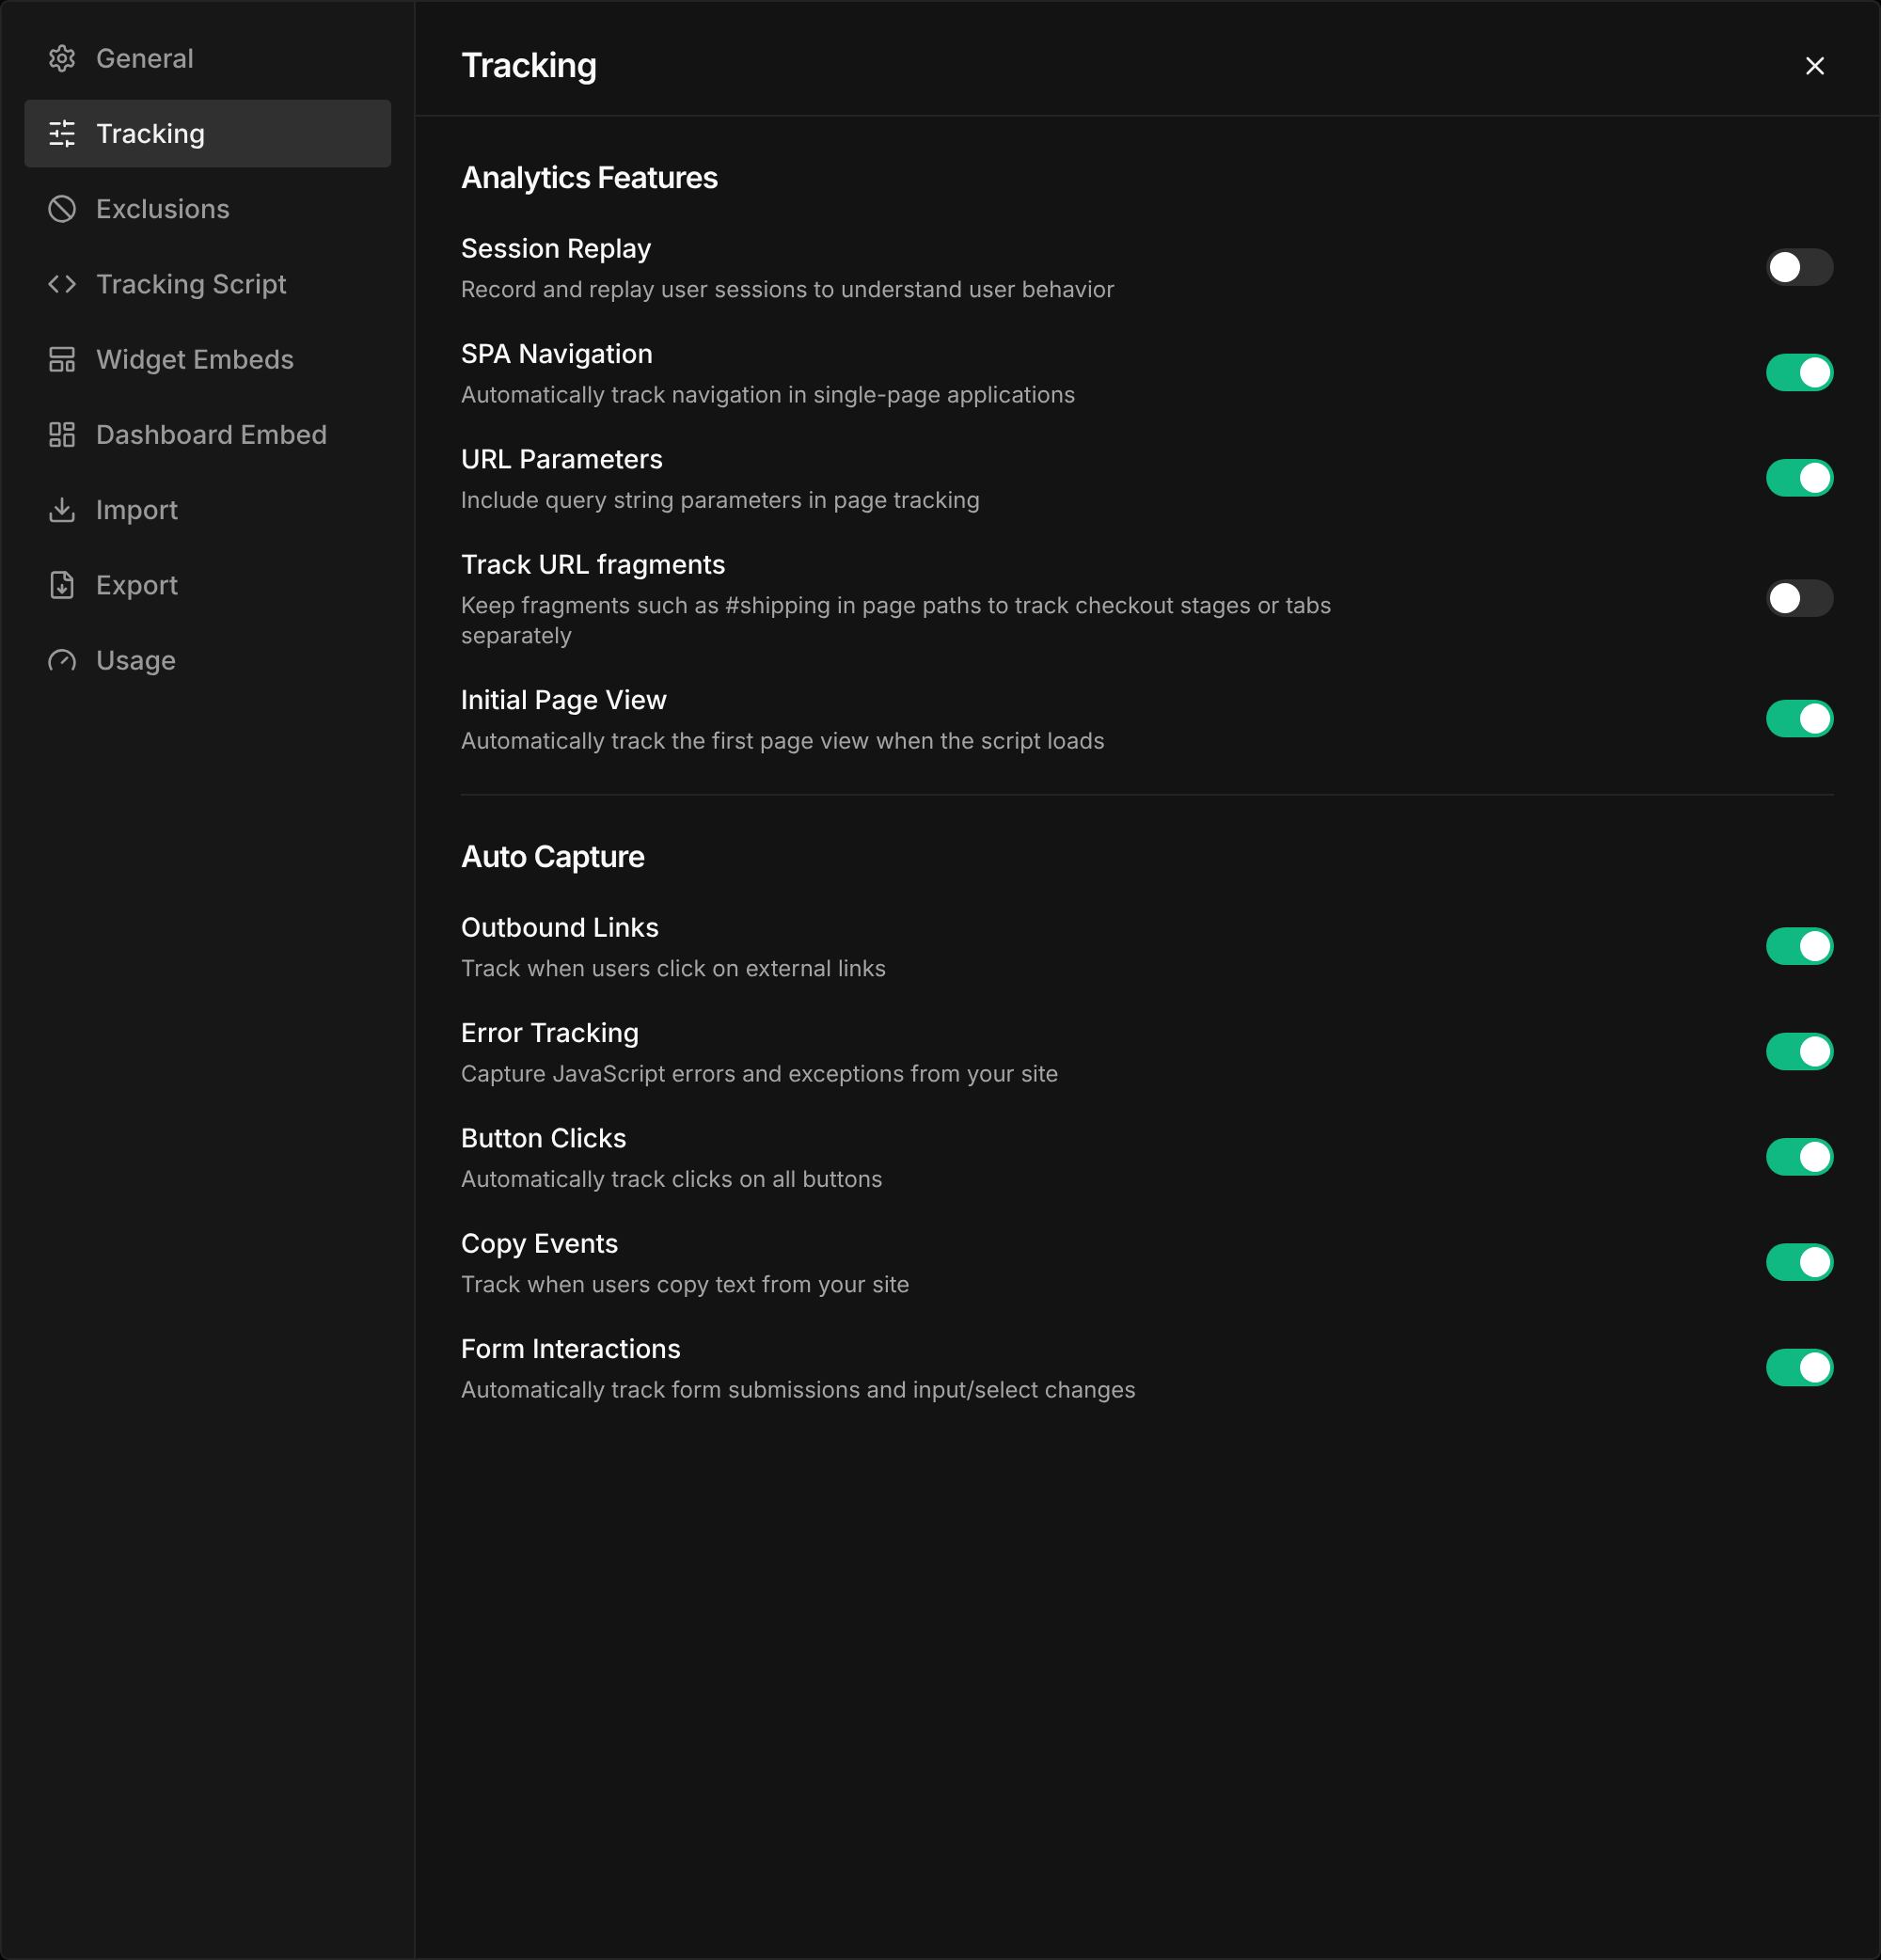 General
Tracking
Exclusions
Tracking Script
Widget Embeds
Dashboard Embed
Import
Export
Usage
Tracking
Analytics Features
Session Replay
Record and replay user sessions to understand user behavior
SPA Navigation
Automatically track navigation in single-page applications
URL Parameters
Include query string parameters in page tracking
Track URL fragments
Keep fragments such as #shipping in page paths to track checkout stages or tabs
separately
Initial Page View
Automatically track the first page view when the script loads
Auto Capture
Outbound Links
Track when users click on external links
Error Tracking
Capture JavaScript errors and exceptions from your site
Button Clicks
Automatically track clicks on all buttons
Copy Events
Track when users copy text from your site
Form Interactions
Automatically track form submissions and input/select changes